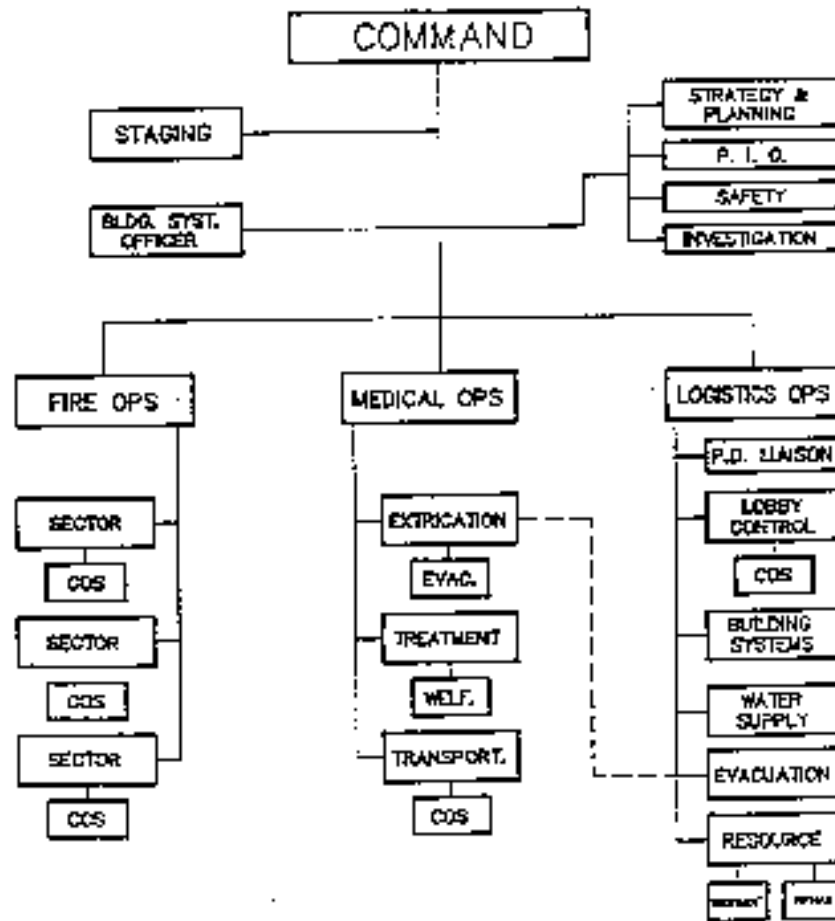 COMMAND
STAGING
STRATEGY &
PLANNING
P. I. O.
SAFETY
INVESTIGATION
BLDG. SYST.
OFFICER
FIRE OPS
MEDICAL OPS
LOGISTICS OPS
SECTOR
COS
SECTOR
COS
SECTOR
COS
EXTRICATION
EVAC.
TREATMENT
WELF.
TRANSPORT.
COS
P.D. LIAISON
LOBBY
CONTROL
COS
BUILDING
SYSTEMS
WATER
SUPPLY
EVACUATION
RESOURCE
REHAB